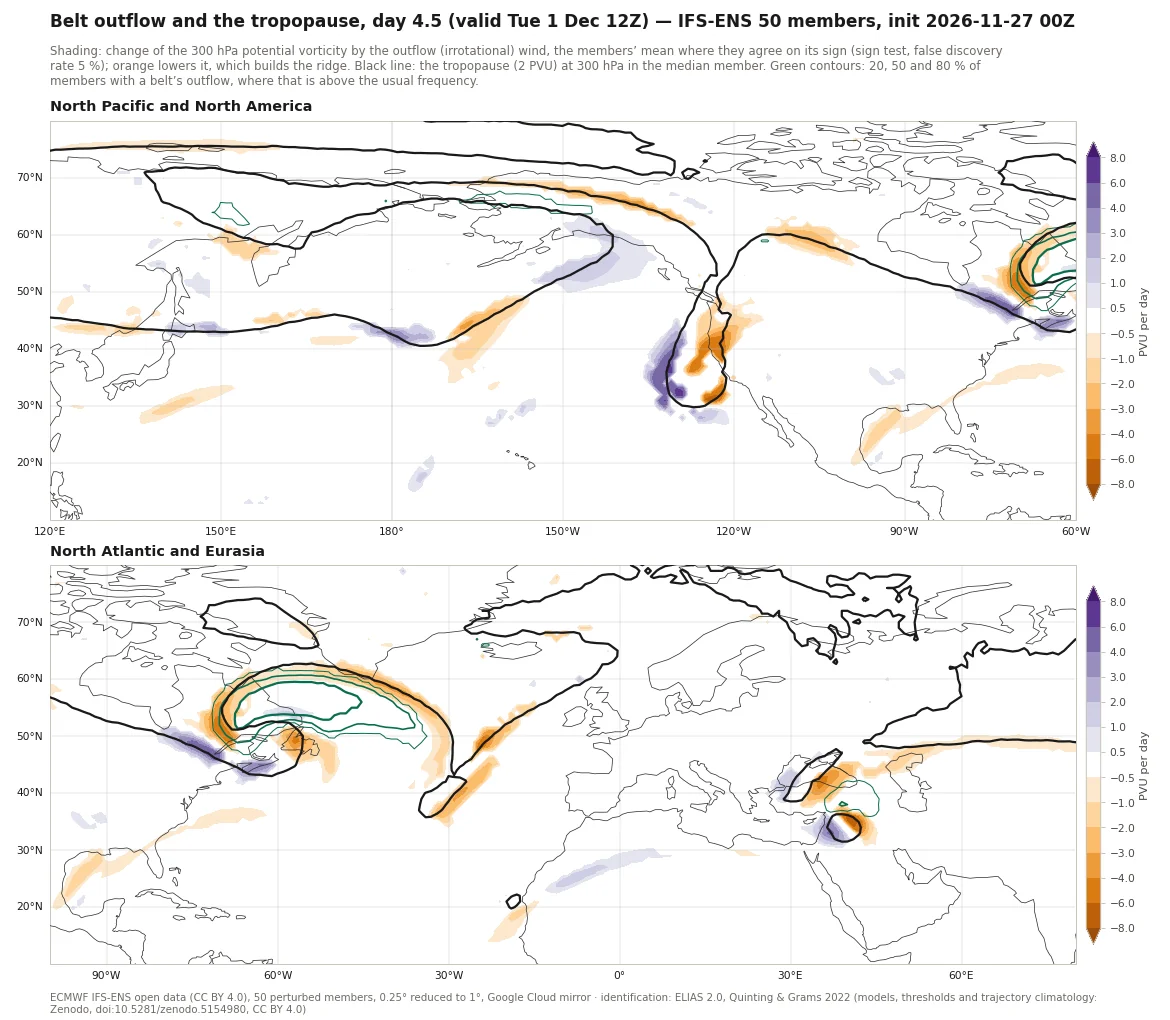 Belt outflow and the tropopause, day 4.5 (valid Tue 1 Dec 12Z) — IFS-ENS 50 members, init 2026-11-27 00Z
Shading: change of the 300 hPa potential vorticity by the outflow (irrotational) wind, the members’ mean where they agree on its sign (sign test, false discovery
rate 5 %); orange lowers it, which builds the ridge. Black line: the tropopause (2 PVU) at 300 hPa in the median member. Green contours: 20, 50 and 80 % of
members with a belt’s outflow, where that is above the usual frequency.
North Pacific and North America
70°N
60°N
50°N
40°N
30°N
20°N
120°E 150°E 180° 150°W 120°W 90°W 60°W
8.0
6.0
4.0
3.0
2.0
1.0
0.5
−0.5
−1.0
−2.0
−3.0
−4.0
−6.0
−8.0
PVU per day
North Atlantic and Eurasia
70°N
60°N
50°N
40°N
30°N
20°N
90°W 60°W 30°W 0° 30°E 60°E
8.0
6.0
4.0
3.0
2.0
1.0
0.5
−0.5
−1.0
−2.0
−3.0
−4.0
−6.0
−8.0
PVU per day
ECMWF IFS-ENS open data (CC BY 4.0), 50 perturbed members, 0.25° reduced to 1°, Google Cloud mirror · identification: ELIAS 2.0, Quinting & Grams 2022 (models, thresholds and trajectory climatology:
Zenodo, doi:10.5281/zenodo.5154980, CC BY 4.0)